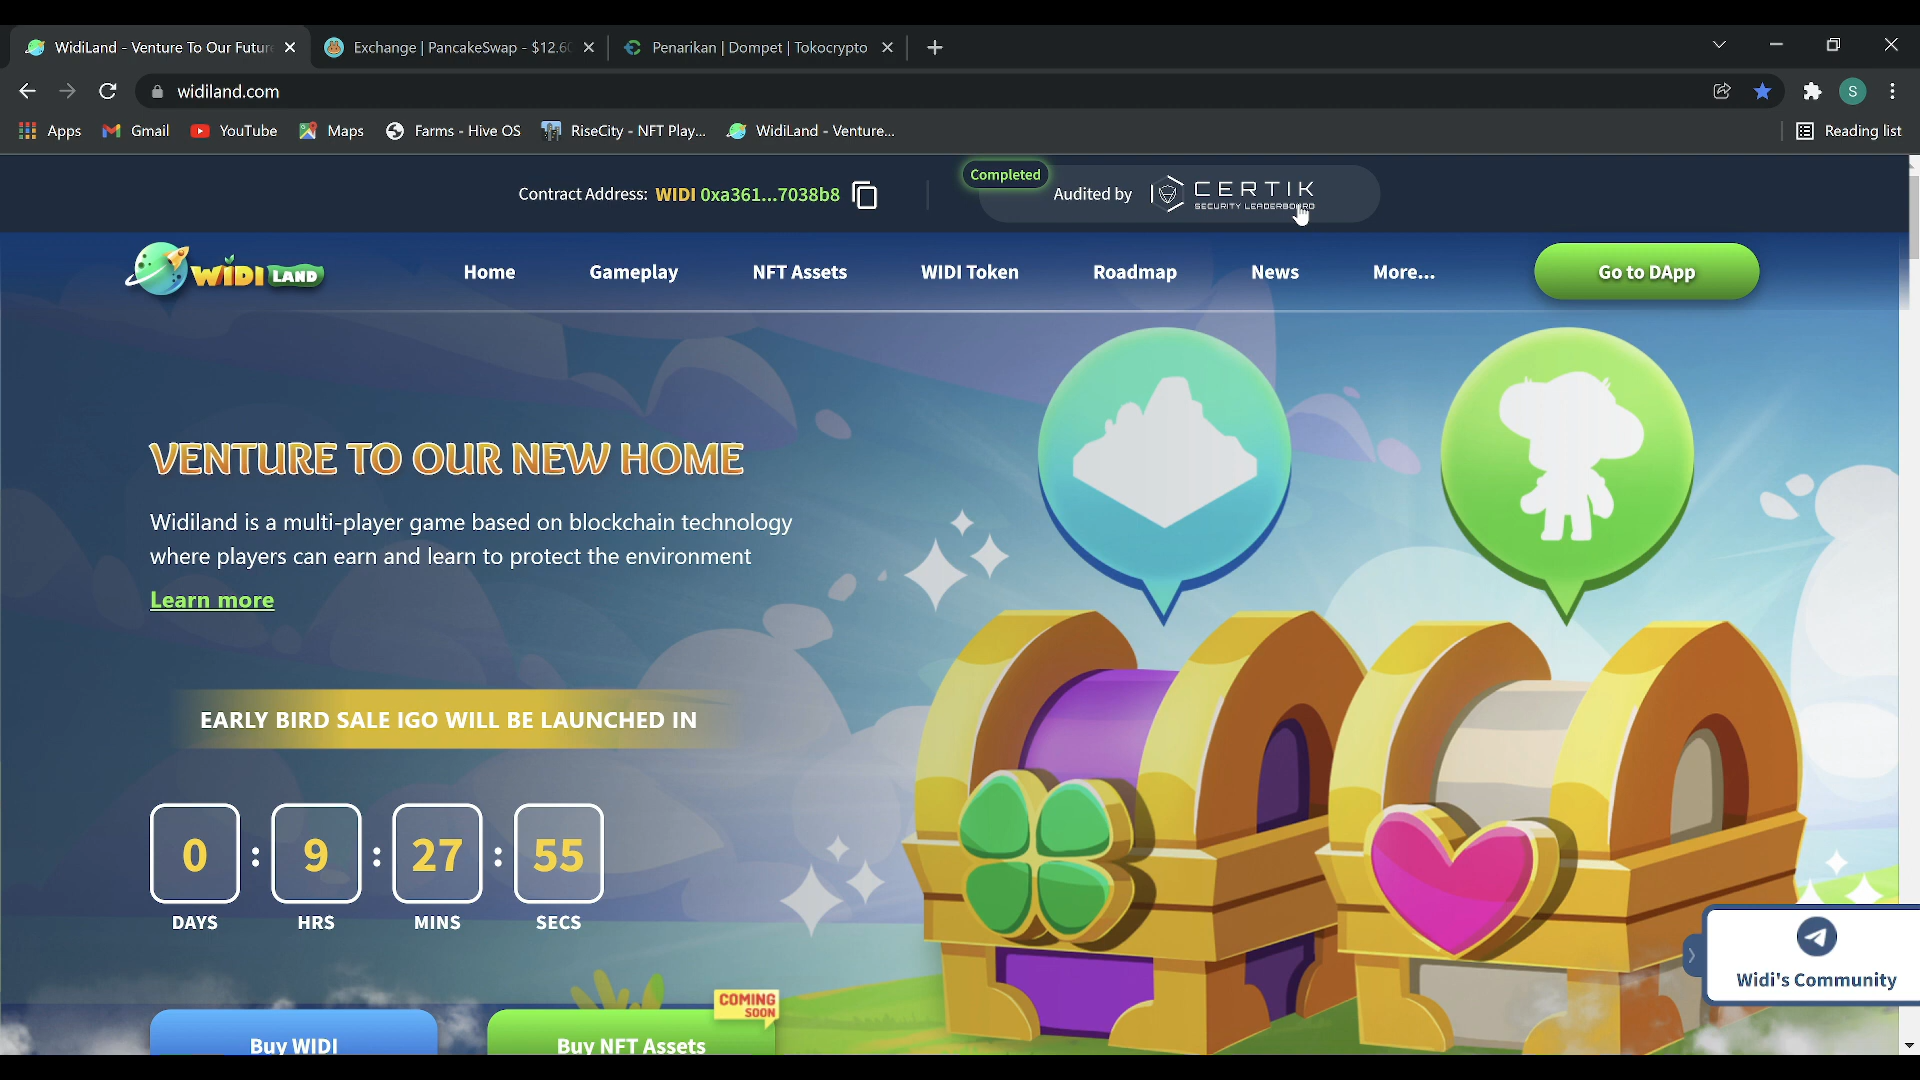 WidiLand - Venture To Our Futur
Exchange | PancakeSwap - $12.60
Penarikan | Dompet | Tokocrypto
widiland.com
S
Apps
Gmail
YouTube
Maps
Farms - Hive OS
RiseCity - NFT Play...
WidiLand - Venture...
Reading list
Contract Address: WIDI 0xa361...7038b8
Completed
Audited by
CERTIK
SECURITY LEADERBOARD
WIDI LAND
Home
Gameplay
NFT Assets
WIDI Token
Roadmap
News
More...
Go to DApp
VENTURE TO OUR NEW HOME
Widiland is a multi-player game based on blockchain technology
where players can earn and learn to protect the environment
Learn more
EARLY BIRD SALE IGO WILL BE LAUNCHED IN
0 : 9 : 27 : 55
DAYS HRS MINS SECS
COMING
SOON
Buy WIDI
Buy NFT Assets
Widi's Community